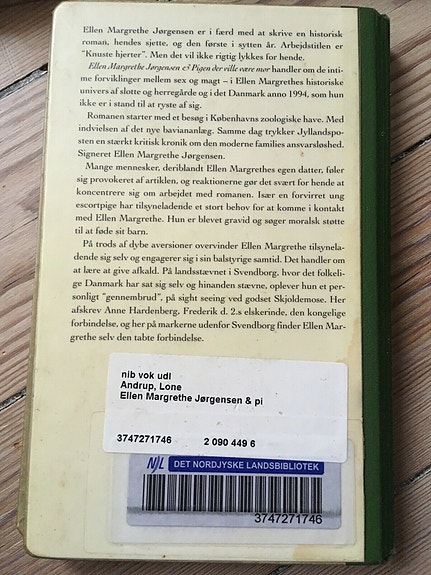 Ellen Margrethe Jørgensen er i færd med at skrive en historisk
roman, hendes sjette, og den første i sytten år. Arbejdstitlen er
"Knuste hjerter". Men det vil ikke rigtig lykkes for hende.
Ellen Margrethe Jørgensen & Pigen der ville være mor handler om de inti-
me forviklinger mellem sex og magt – i Ellen Margrethes historiske
univers af slotte og herregårde og i det Danmark anno 1994, som hun
ikke er i stand til at ryste af sig.
Romanen starter med et besøg i Københavns zoologiske have. Med
indvielsen af det nye bavianeanlæg. Samme dag trykker Jyllandspo-
sten en stærkt kritisk kronik om den moderne families ansvarsløshed.
Signeret Ellen Margrethe Jørgensen.
Mange mennesker, deriblandt Ellen Margrethes egen datter, føler
sig provokeret af artiklen, og reaktionerne gør det svært for hende at
koncentrere sig om arbejdet med romanen. Især en forvirret ung
escortpige har tilsyneladende et stort behov for at komme i kontakt
med Ellen Margrethe. Hun er blevet gravid og søger moralsk støtte
til at føde sit barn.
På trods af dybe aversioner overvinder Ellen Margrethe tilsynela-
dende sig selv og engagerer sig i sin balstyrige samtid. Det handler om
at lære at give afkald. På landsstævnet i Svendborg, hvor det folkeli-
ge Danmark har sat sig selv og hinanden stævne, oplever hun et per-
sonligt "gennembrud", på sight seeing ved godset Skjoldemose. Her
afskrev Anne Hardenberg, Frederik d. 2.s elskerinde, den kongelige
forbindelse, og her på markerne udenfor Svendborg finder Ellen Mar-
grethe selv den tabte forbindelse.
nib vok udl
Andrup, Lone
Ellen Margrethe Jørgensen & pi
3747271746 2 090 449 6
NJL DET NORDJYSKE LANDSBIBLIOTEK
3747271746